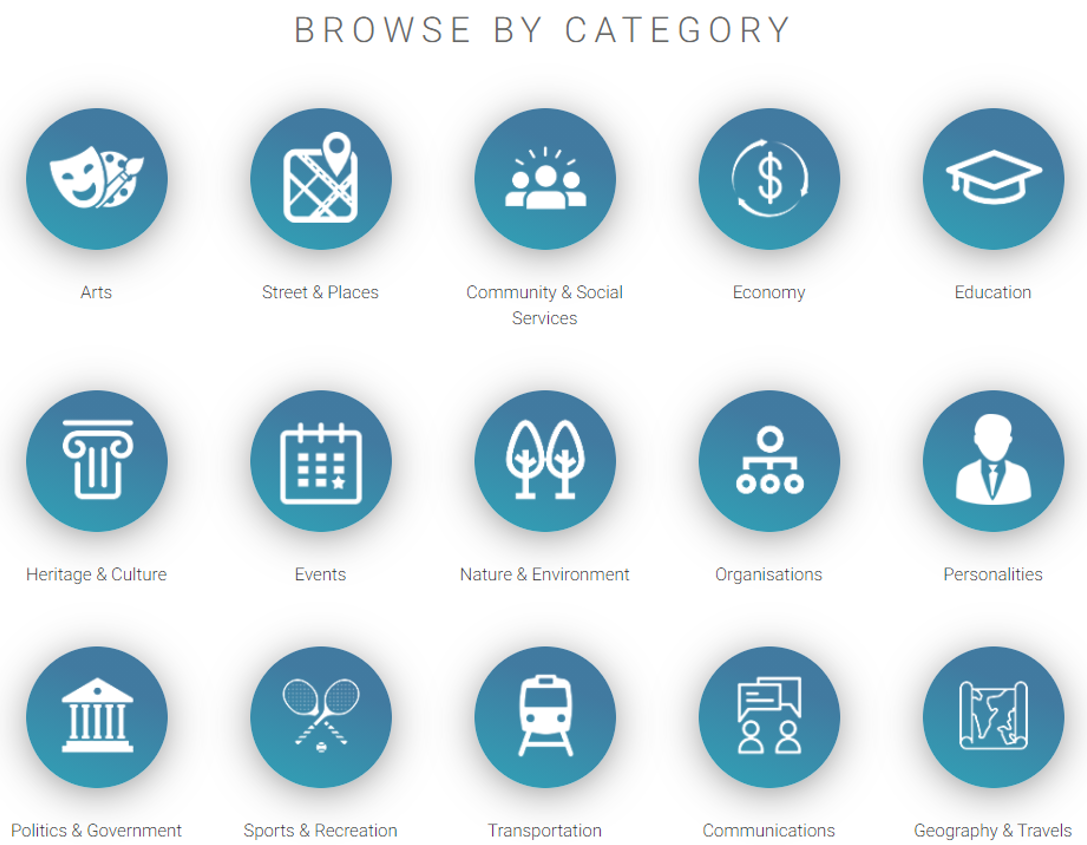 BROWSE BY CATEGORY
Arts
Street & Places
Community & Social
Services
Economy
Education
Heritage & Culture
Events
Nature & Environment
Organisations
Personalities
Politics & Government
Sports & Recreation
Transportation
Communications
Geography & Travels